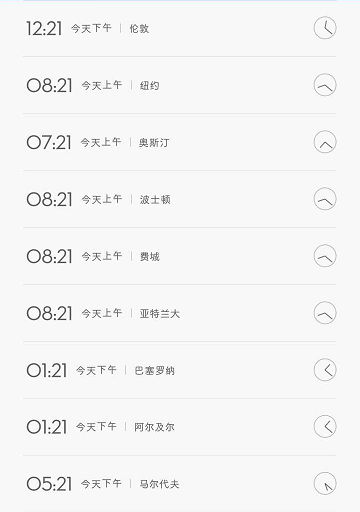 12:21 今天下午 | 伦敦
08:21 今天上午 | 纽约
07:21 今天上午 | 奥斯汀
08:21 今天上午 | 波士顿
08:21 今天上午 | 费城
08:21 今天上午 | 亚特兰大
01:21 今天下午 | 巴塞罗纳
01:21 今天下午 | 阿尔及尔
05:21 今天下午 | 马尔代夫